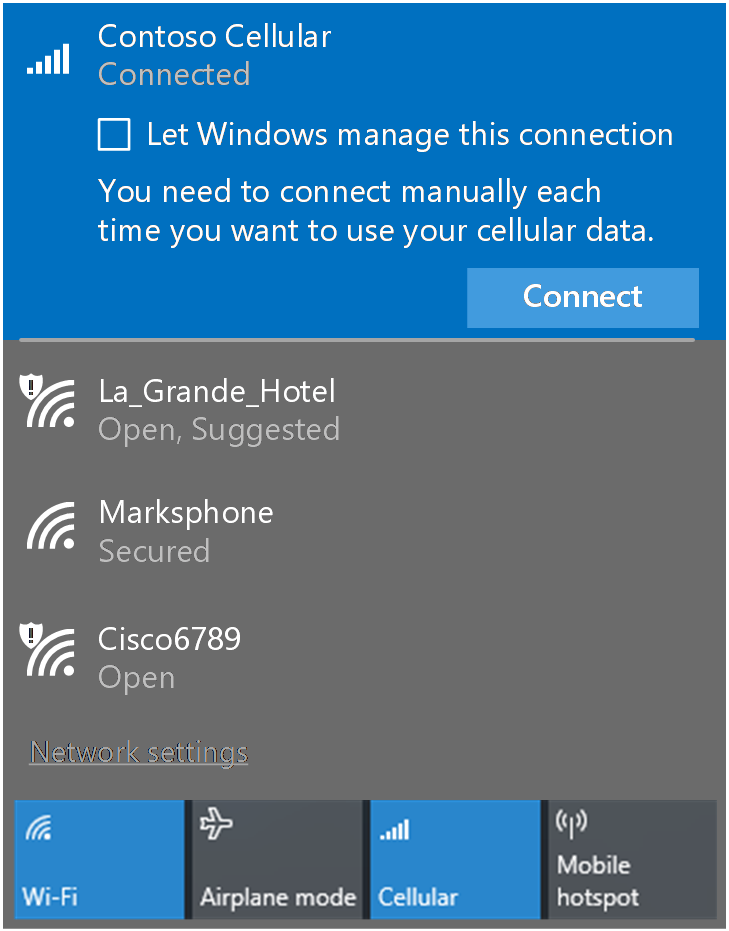 Contoso Cellular
Connected
Let Windows manage this connection
You need to connect manually each
time you want to use your cellular data.
Connect
La_Grande_Hotel
Open, Suggested
Marksphone
Secured
Cisco6789
Open
Network settings
Wi-Fi
Airplane mode
Cellular
Mobile
hotspot